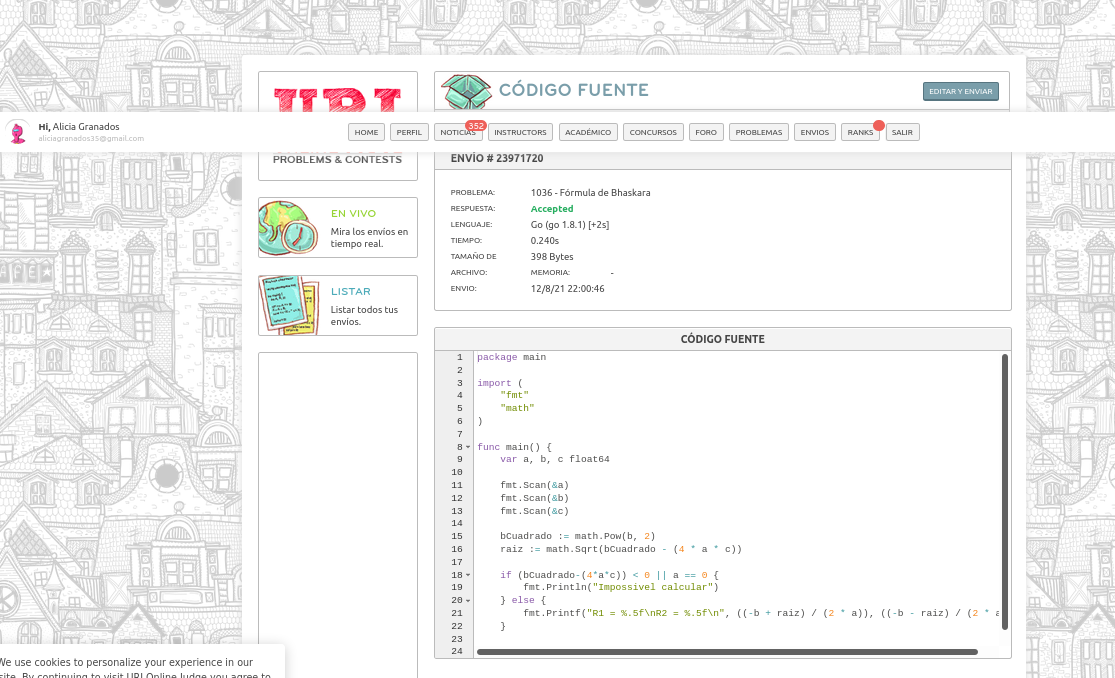 URI
CÓDIGO FUENTE
EDITAR Y ENVIAR
Hi, Alicia Granados
aliciagranados35@gmail.com
HOME PERFIL NOTICIAS 352 INSTRUCTORS ACADÉMICO CONCURSOS FORO PROBLEMAS ENVIOS RANKS SALIR
PROBLEMS & CONTESTS
ENVÍO # 23971720
PROBLEMA: 1036 - Fórmula de Bhaskara
RESPUESTA: Accepted
LENGUAJE: Go (go 1.8.1) [+2s]
TIEMPO: 0.240s
TAMAÑO DE 398 Bytes
ARCHIVO: MEMORIA: -
ENVIO: 12/8/21 22:00:46
EN VIVO
Mira los envíos en
tiempo real.
LISTAR
Listar todos tus
envíos.
CÓDIGO FUENTE
1 package main
2
3 import (
4     "fmt"
5     "math"
6 )
7
8 func main() {
9     var a, b, c float64
10
11     fmt.Scan(&a)
12     fmt.Scan(&b)
13     fmt.Scan(&c)
14
15     bCuadrado := math.Pow(b, 2)
16     raiz := math.Sqrt(bCuadrado - (4 * a * c))
17
18     if (bCuadrado-(4*a*c)) < 0 || a == 0 {
19         fmt.Println("Impossivel calcular")
20     } else {
21         fmt.Printf("R1 = %.5f\nR2 = %.5f\n", ((-b + raiz) / (2 * a)), ((-b - raiz) / (2 * a
22     }
23
24
We use cookies to personalize your experience in our
site. By continuing to visit URI Online Judge you agree to